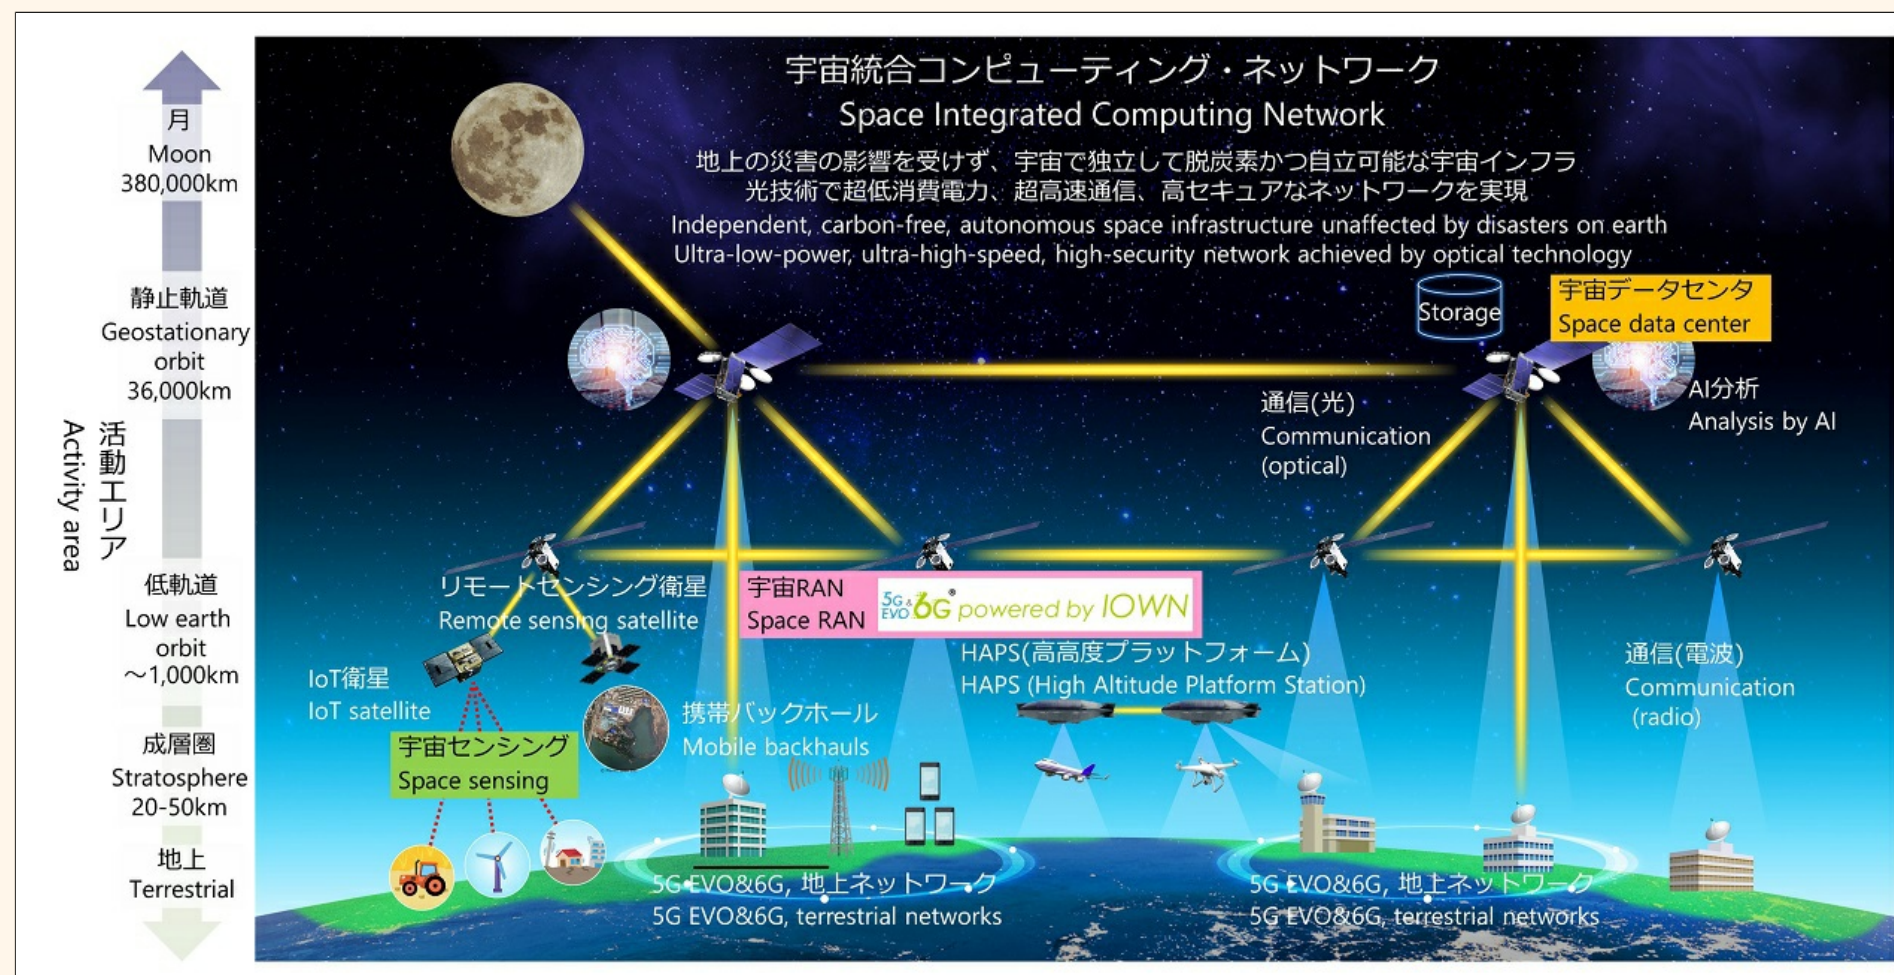 宇宙統合コンピューティング・ネットワーク
Space Integrated Computing Network
地上の災害の影響を受けず、宇宙で独立して脱炭素かつ自立可能な宇宙インフラ
光技術で超低消費電力、超高速通信、高セキュアなネットワークを実現
Independent, carbon-free, autonomous space infrastructure unaffected by disasters on earth
Ultra-low-power, ultra-high-speed, high-security network achieved by optical technology
月
Moon
380,000km
静止軌道
Geostationary
orbit
36,000km
活動エリア
Activity area
低軌道
Low earth
orbit
～1,000km
成層圏
Stratosphere
20-50km
地上
Terrestrial
Storage
宇宙データセンタ
Space data center
AI分析
Analysis by AI
通信(光)
Communication
(optical)
リモートセンシング衛星
Remote sensing satellite
宇宙RAN
Space RAN
5G EVO & 6G® powered by IOWN
HAPS(高高度プラットフォーム)
HAPS (High Altitude Platform Station)
通信(電波)
Communication
(radio)
IoT衛星
IoT satellite
携帯バックホール
Mobile backhauls
宇宙センシング
Space sensing
5G EVO&6G, 地上ネットワーク
5G EVO&6G, terrestrial networks
5G EVO&6G, 地上ネットワーク
5G EVO&6G, terrestrial networks